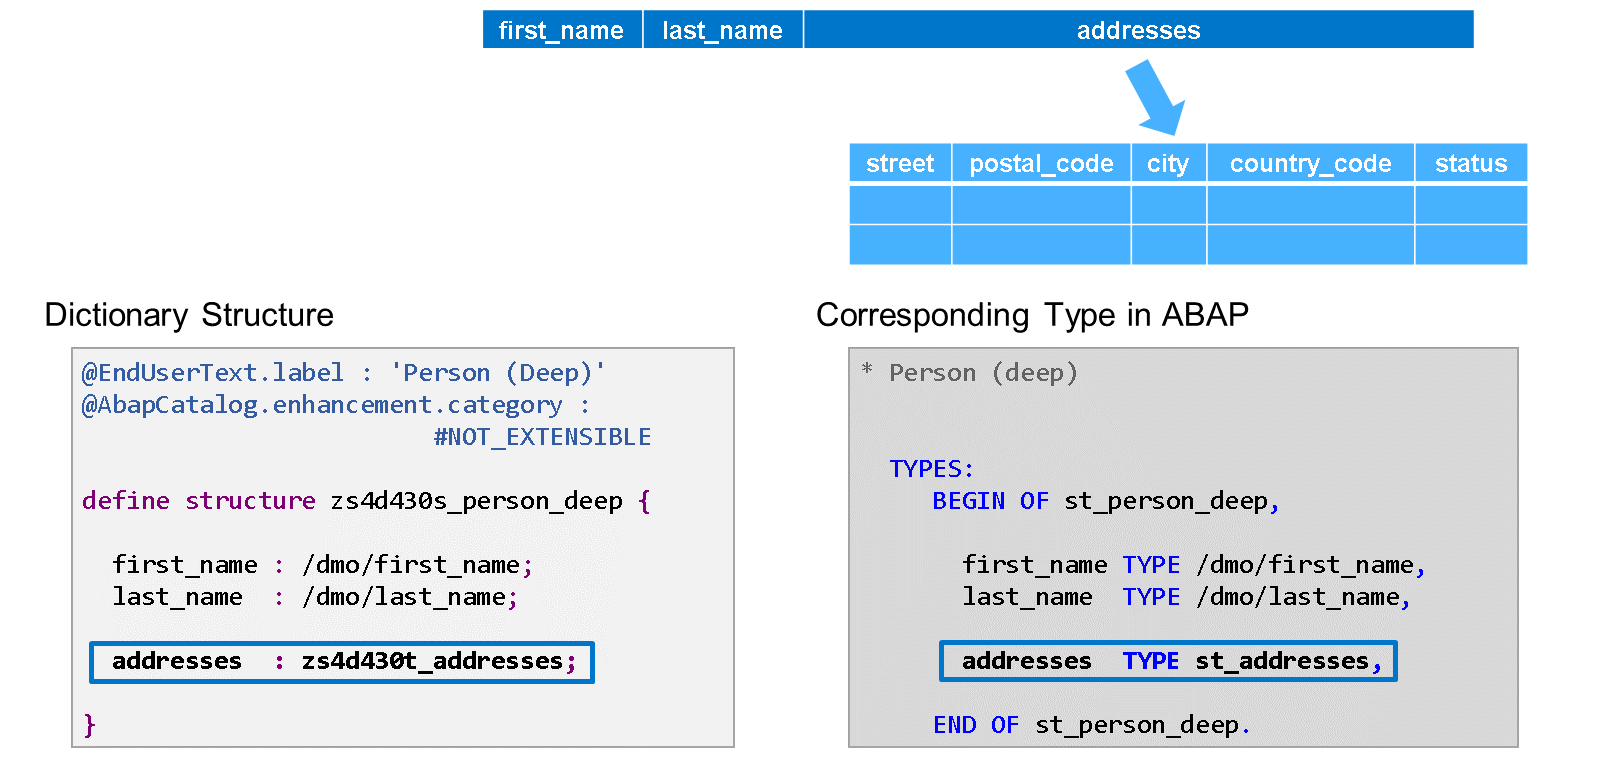 first_name last_name addresses
street postal_code city country_code status
Dictionary Structure
@EndUserText.label : 'Person (Deep)'
@AbapCatalog.enhancement.category :
#NOT_EXTENSIBLE
define structure zs4d430s_person_deep {
first_name : /dmo/first_name;
last_name : /dmo/last_name;
addresses : zs4d430t_addresses;
}
Corresponding Type in ABAP
* Person (deep)
TYPES:
BEGIN OF st_person_deep,
first_name TYPE /dmo/first_name,
last_name TYPE /dmo/last_name,
addresses TYPE st_addresses,
END OF st_person_deep.